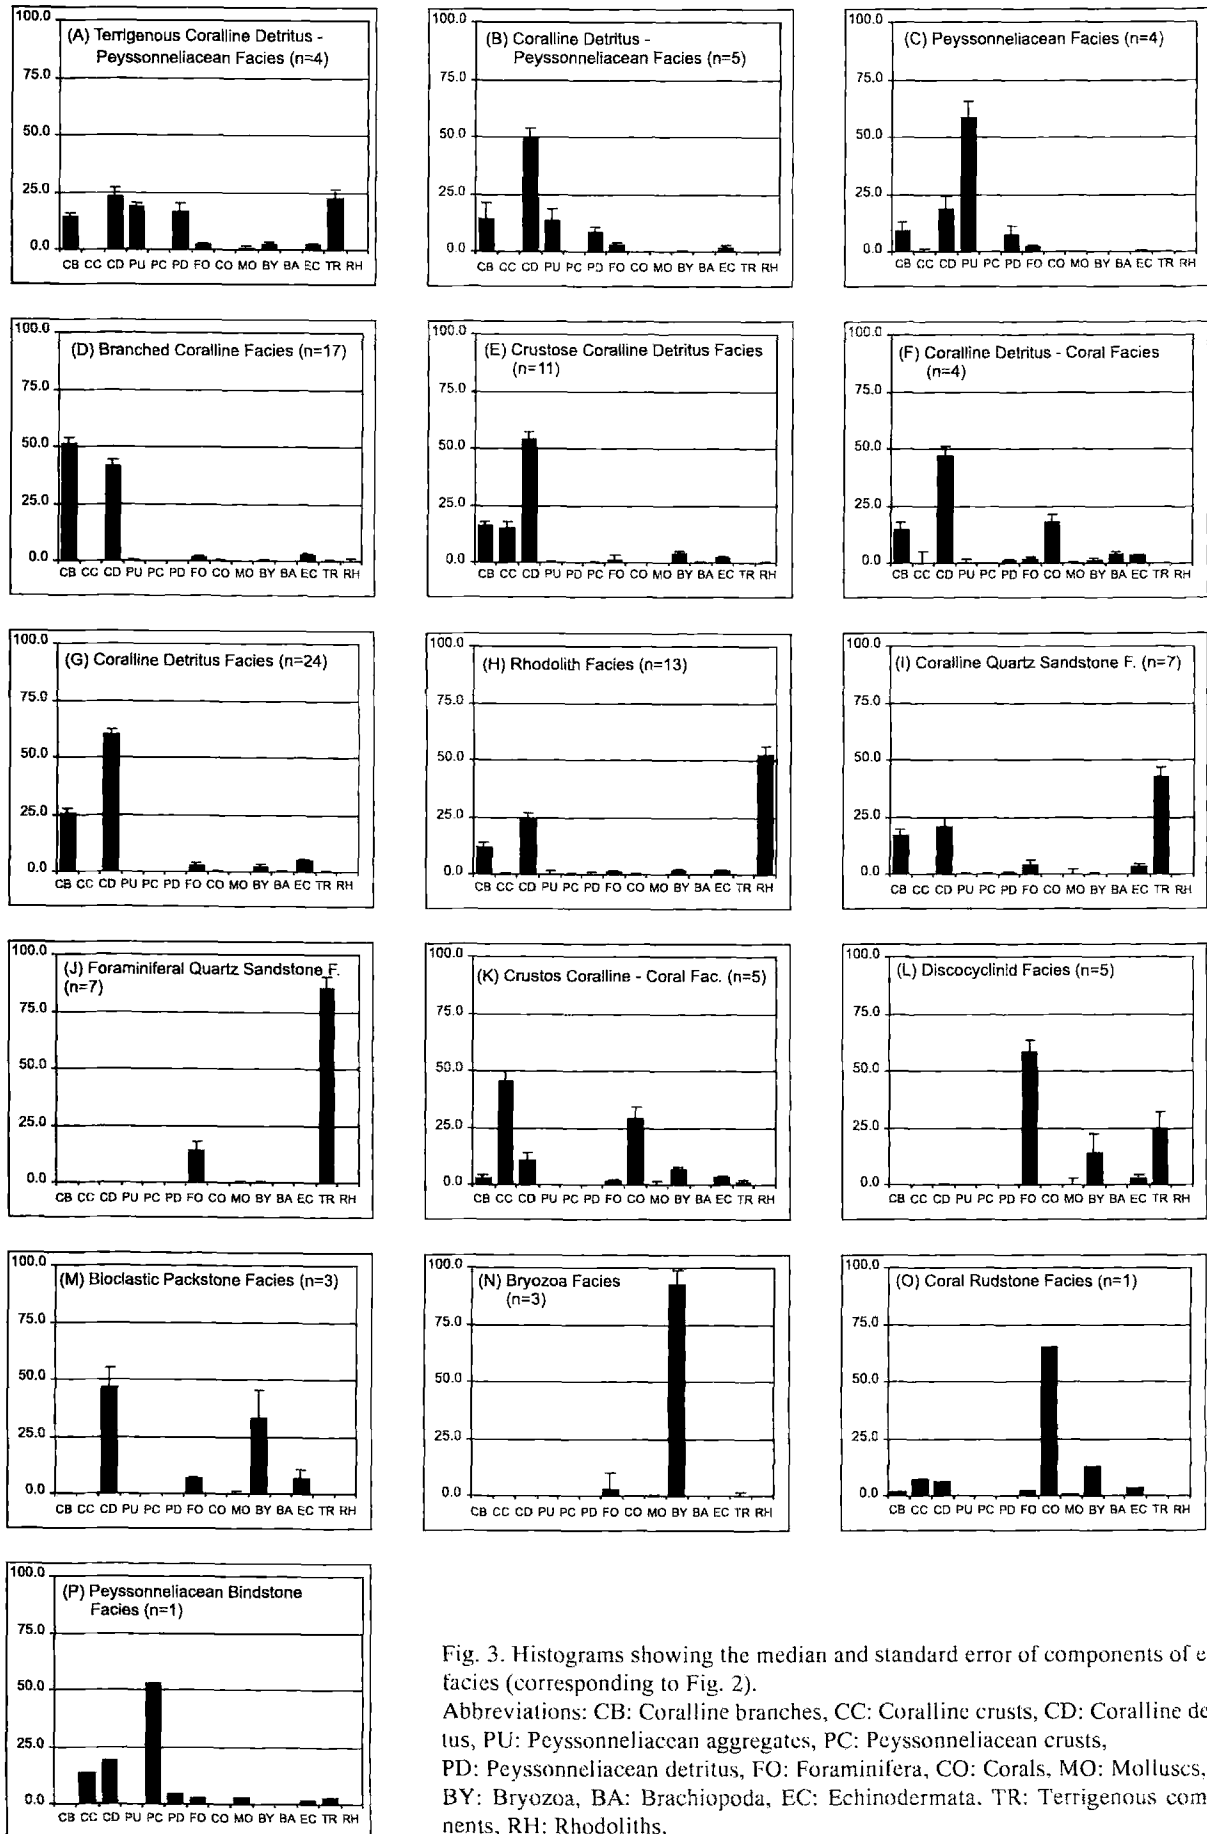 100.0
(A) Terrigenous Coralline Detritus -
Peyssonneliacean Facies (n=4)
75.0
50.0
25.0
0.0
CB CC CD PU PC PD FO CO MO BY BA EC TR RH
100.0
(B) Coralline Detritus -
Peyssonneliacean Facies (n=5)
75.0
50.0
25.0
0.0
CB CC CD PU PC PD FO CO MO BY BA EC TR RH
100.0
(C) Peyssonneliacean Facies (n=4)
75.0
50.0
25.0
0.0
CB CC CD PU PC PD FO CO MO BY BA EC TR RH
100.0
(D) Branched Coralline Facies (n=17)
75.0
50.0
25.0
0.0
CB CC CD PU PC PD FO CO MO BY BA EC TR RH
100.0
(E) Crustose Coralline Detritus Facies
(n=11)
75.0
50.0
25.0
0.0
CB CC CD PU PC PD FO CO MO BY BA EC TR RH
100.0
(F) Coralline Detritus - Coral Facies
(n=4)
75.0
50.0
25.0
0.0
CB CC CD PU PC PD FO CO MO BY BA EC TR RH
100.0
(G) Coralline Detritus Facies (n=24)
75.0
50.0
25.0
0.0
CB CC CD PU PC PD FO CO MO BY BA EC TR RH
100.0
(H) Rhodolith Facies (n=13)
75.0
50.0
25.0
0.0
CB CC CD PU PC PD FO CO MO BY BA EC TR RH
100.0
(I) Coralline Quartz Sandstone F. (n=7)
75.0
50.0
25.0
0.0
CB CC CD PU PC PD FO CO MO BY BA EC TR RH
100.0
(J) Foraminiferal Quartz Sandstone F.
(n=7)
75.0
50.0
25.0
0.0
CB CC CD PU PC PD FO CO MO BY BA EC TR RH
100.0
(K) Crustos Coralline - Coral Fac. (n=5)
75.0
50.0
25.0
0.0
CB CC CD PU PC PD FO CO MO BY BA EC TR RH
100.0
(L) Discocyclinid Facies (n=5)
75.0
50.0
25.0
0.0
CB CC CD PU PC PD FO CO MO BY BA EC TR RH
100.0
(M) Bioclastic Packstone Facies (n=3)
75.0
50.0
25.0
0.0
CB CC CD PU PC PD FO CO MO BY BA EC TR RH
100.0
(N) Bryozoa Facies
(n=3)
75.0
50.0
25.0
0.0
CB CC CD PU PC PD FO CO MO BY BA EC TR RH
100.0
(O) Coral Rudstone Facies (n=1)
75.0
50.0
25.0
0.0
CB CC CD PU PC PD FO CO MO BY BA EC TR RH
100.0
(P) Peyssonneliacean Bindstone
Facies (n=1)
75.0
50.0
25.0
0.0
CB CC CD PU PC PD FO CO MO BY BA EC TR RH
Fig. 3. Histograms showing the median and standard error of components of e
facies (corresponding to Fig. 2).
Abbreviations: CB: Coralline branches, CC: Coralline crusts, CD: Coralline de
tus, PU: Peyssonneliacean aggregates, PC: Peyssonneliacean crusts,
PD: Peyssonneliacean detritus, FO: Foraminifera, CO: Corals, MO: Molluscs,
BY: Bryozoa, BA: Brachiopoda, EC: Echinodermata. TR: Terrigenous com
nents, RH: Rhodoliths.